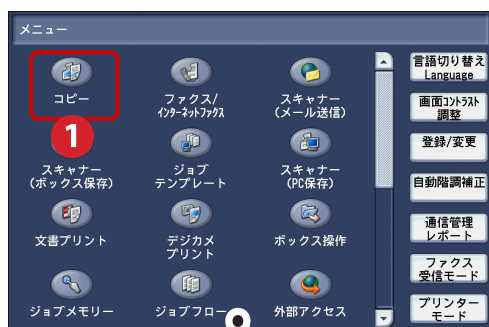 メニュー
コピー
ファクス/
インターネットファクス
スキャナー
(メール送信)
1
スキャナー
(ボックス保存)
ジョブ
テンプレート
スキャナー
(PC保存)
文書プリント
デジカメ
プリント
ボックス操作
ジョブメモリー
ジョブフロー
外部アクセス
言語切り替え
Language
画面コントラスト
調整
登録/変更
自動階調補正
通信管理
レポート
ファクス
受信モード
プリンター
モード